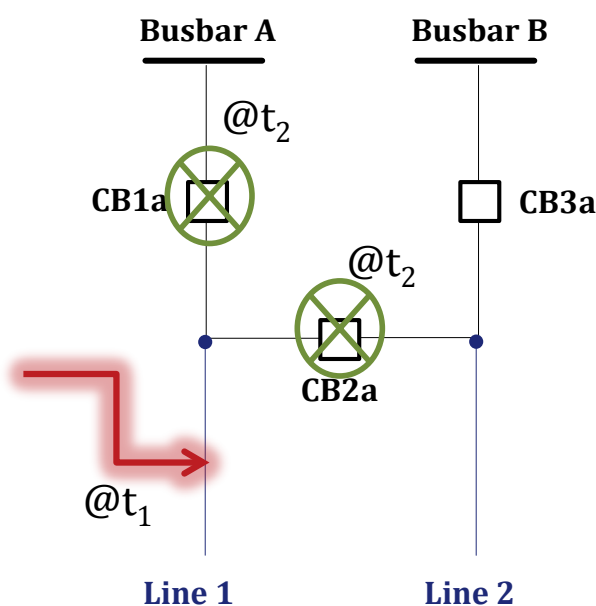 Busbar A
Busbar B
@t₂
CB1a
CB3a
@t₂
CB2a
@t₁
Line 1
Line 2